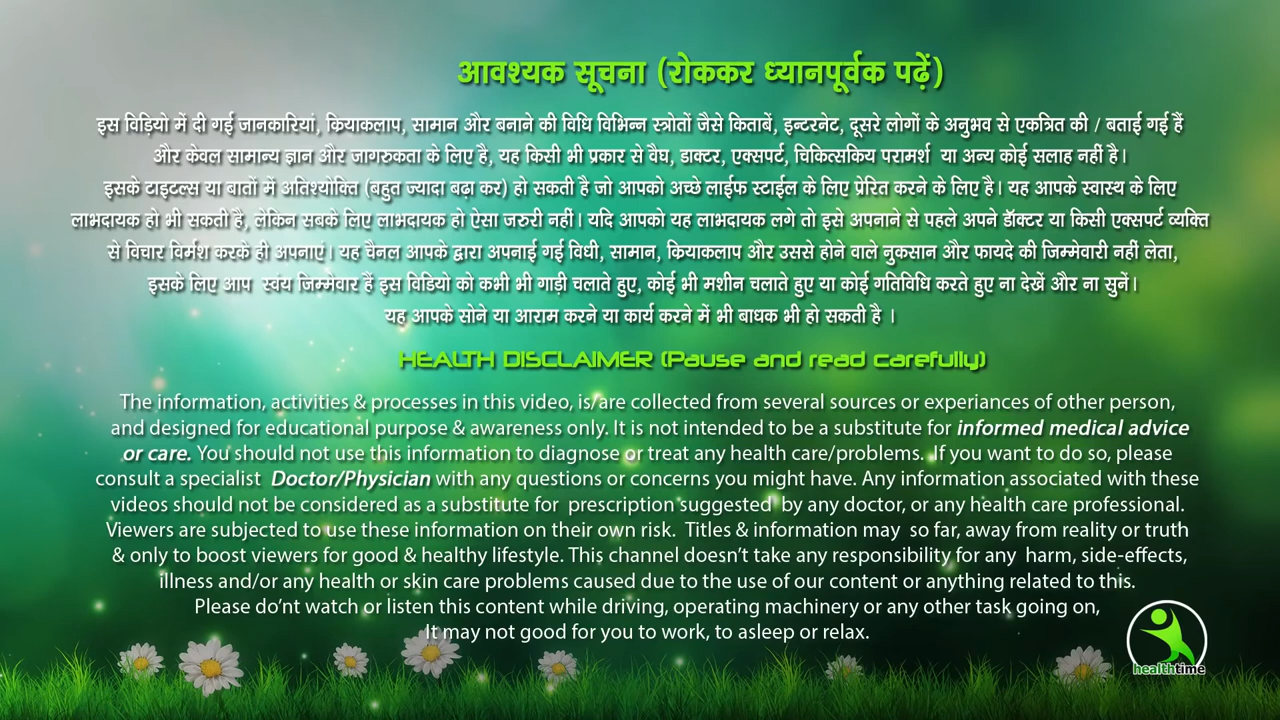 आवश्यक सूचना (रोककर ध्यानपूर्वक पढ़ें)
इस विड़ियो में दी गई जानकारियां, कियाकलाप, सामान और बनाने की विधि विभिन्न स्त्रोतों जैसे किताबें, इन्टरनेट, दूसरे लोगों के अनुभव से एकत्रित की / बताई गई हैं
और केवल सामान्य ज्ञान और जागरुकता के लिए है, यह किसी भी प्रकार से वैघ, डाक्टर, एक्सपर्ट, चिकित्सकिय परामर्श या अन्य कोई सलाह नहीं है।
इसके टाइटल्स या बातों में अतिश्योक्ति (बहुत ज्यादा बढ़ा कर) हो सकती है जो आपको अच्छे लाईफ स्टाईल के लिए प्रेरित करने के लिए है। यह आपके स्वास्थ के लिए
लाभदायक हो भी सकती है, लेकिन सबके लिए लाभदायक हो ऐसा जरुरी नहीं। यदि आपको यह लाभदायक लगे तो इसे अपनाने से पहले अपने डॅाक्टर या किसी एक्सपर्ट व्यक्ति
से विचार विर्मश करके ही अपनाएं। यह चैनल आपके द्वारा अपनाई गई विधी, सामान, कियाकलाप और उससे होने वाले नुकसान और फायदे की जिम्मेवारी नहीं लेता,
इसके लिए आप स्वंय जिम्मेवार हैं इस विडियो को कभी भी गाड़ी चलाते हुए, कोई भी मशीन चलाते हुए या कोई गतिविधि करते हुए ना देखें और ना सुनें।
यह आपके सोने या आराम करने या कार्य करने में भी बाधक भी हो सकती है ।
HEALTH DISCLAIMER (Pause and read carefully)
The information, activities & processes in this video, is/are collected from several sources or experiances of other person,
and designed for educational purpose & awareness only. It is not intended to be a substitute for informed medical advice
or care. You should not use this information to diagnose or treat any health care/problems. If you want to do so, please
consult a specialist Doctor/Physician with any questions or concerns you might have. Any information associated with these
videos should not be considered as a substitute for prescription suggested by any doctor, or any health care professional.
Viewers are subjected to use these information on their own risk. Titles & information may so far, away from reality or truth
& only to boost viewers for good & healthy lifestyle. This channel doesn't take any responsibility for any harm, side-effects,
illness and/or any health or skin care problems caused due to the use of our content or anything related to this.
Please do'nt watch or listen this content while driving, operating machinery or any other task going on,
It may not good for you to work, to asleep or relax.
healthtime